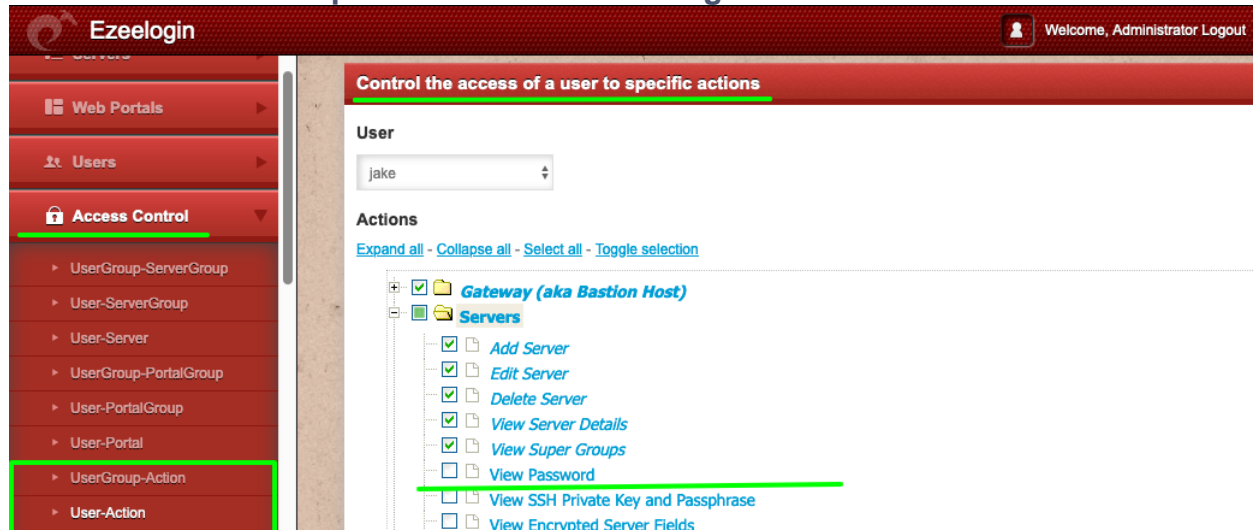 Ezeelogin
Welcome, Administrator Logout
Servers
Web Portals
Users
Access Control
UserGroup-ServerGroup
User-ServerGroup
User-Server
UserGroup-PortalGroup
User-PortalGroup
User-Portal
UserGroup-Action
User-Action
Control the access of a user to specific actions
User
jake
Actions
Expand all - Collapse all - Select all - Toggle selection
Gateway (aka Bastion Host)
Servers
Add Server
Edit Server
Delete Server
View Server Details
View Super Groups
View Password
View SSH Private Key and Passphrase
View Encrypted Server Fields